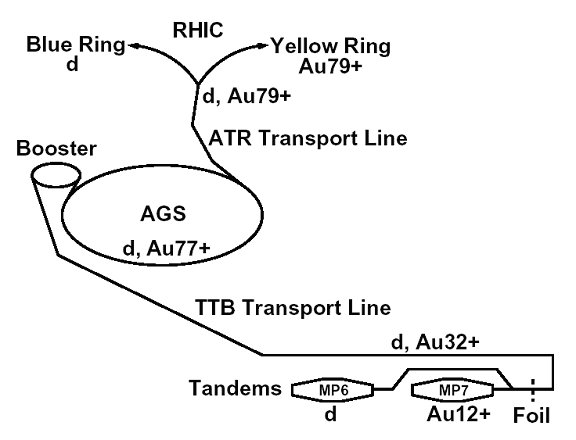 RHIC
Blue Ring
d
Yellow Ring
Au79+
d, Au79+
ATR Transport Line
Booster
AGS
d, Au77+
TTB Transport Line
d, Au32+
Tandems
MP6
MP7
d
Au12+
Foil